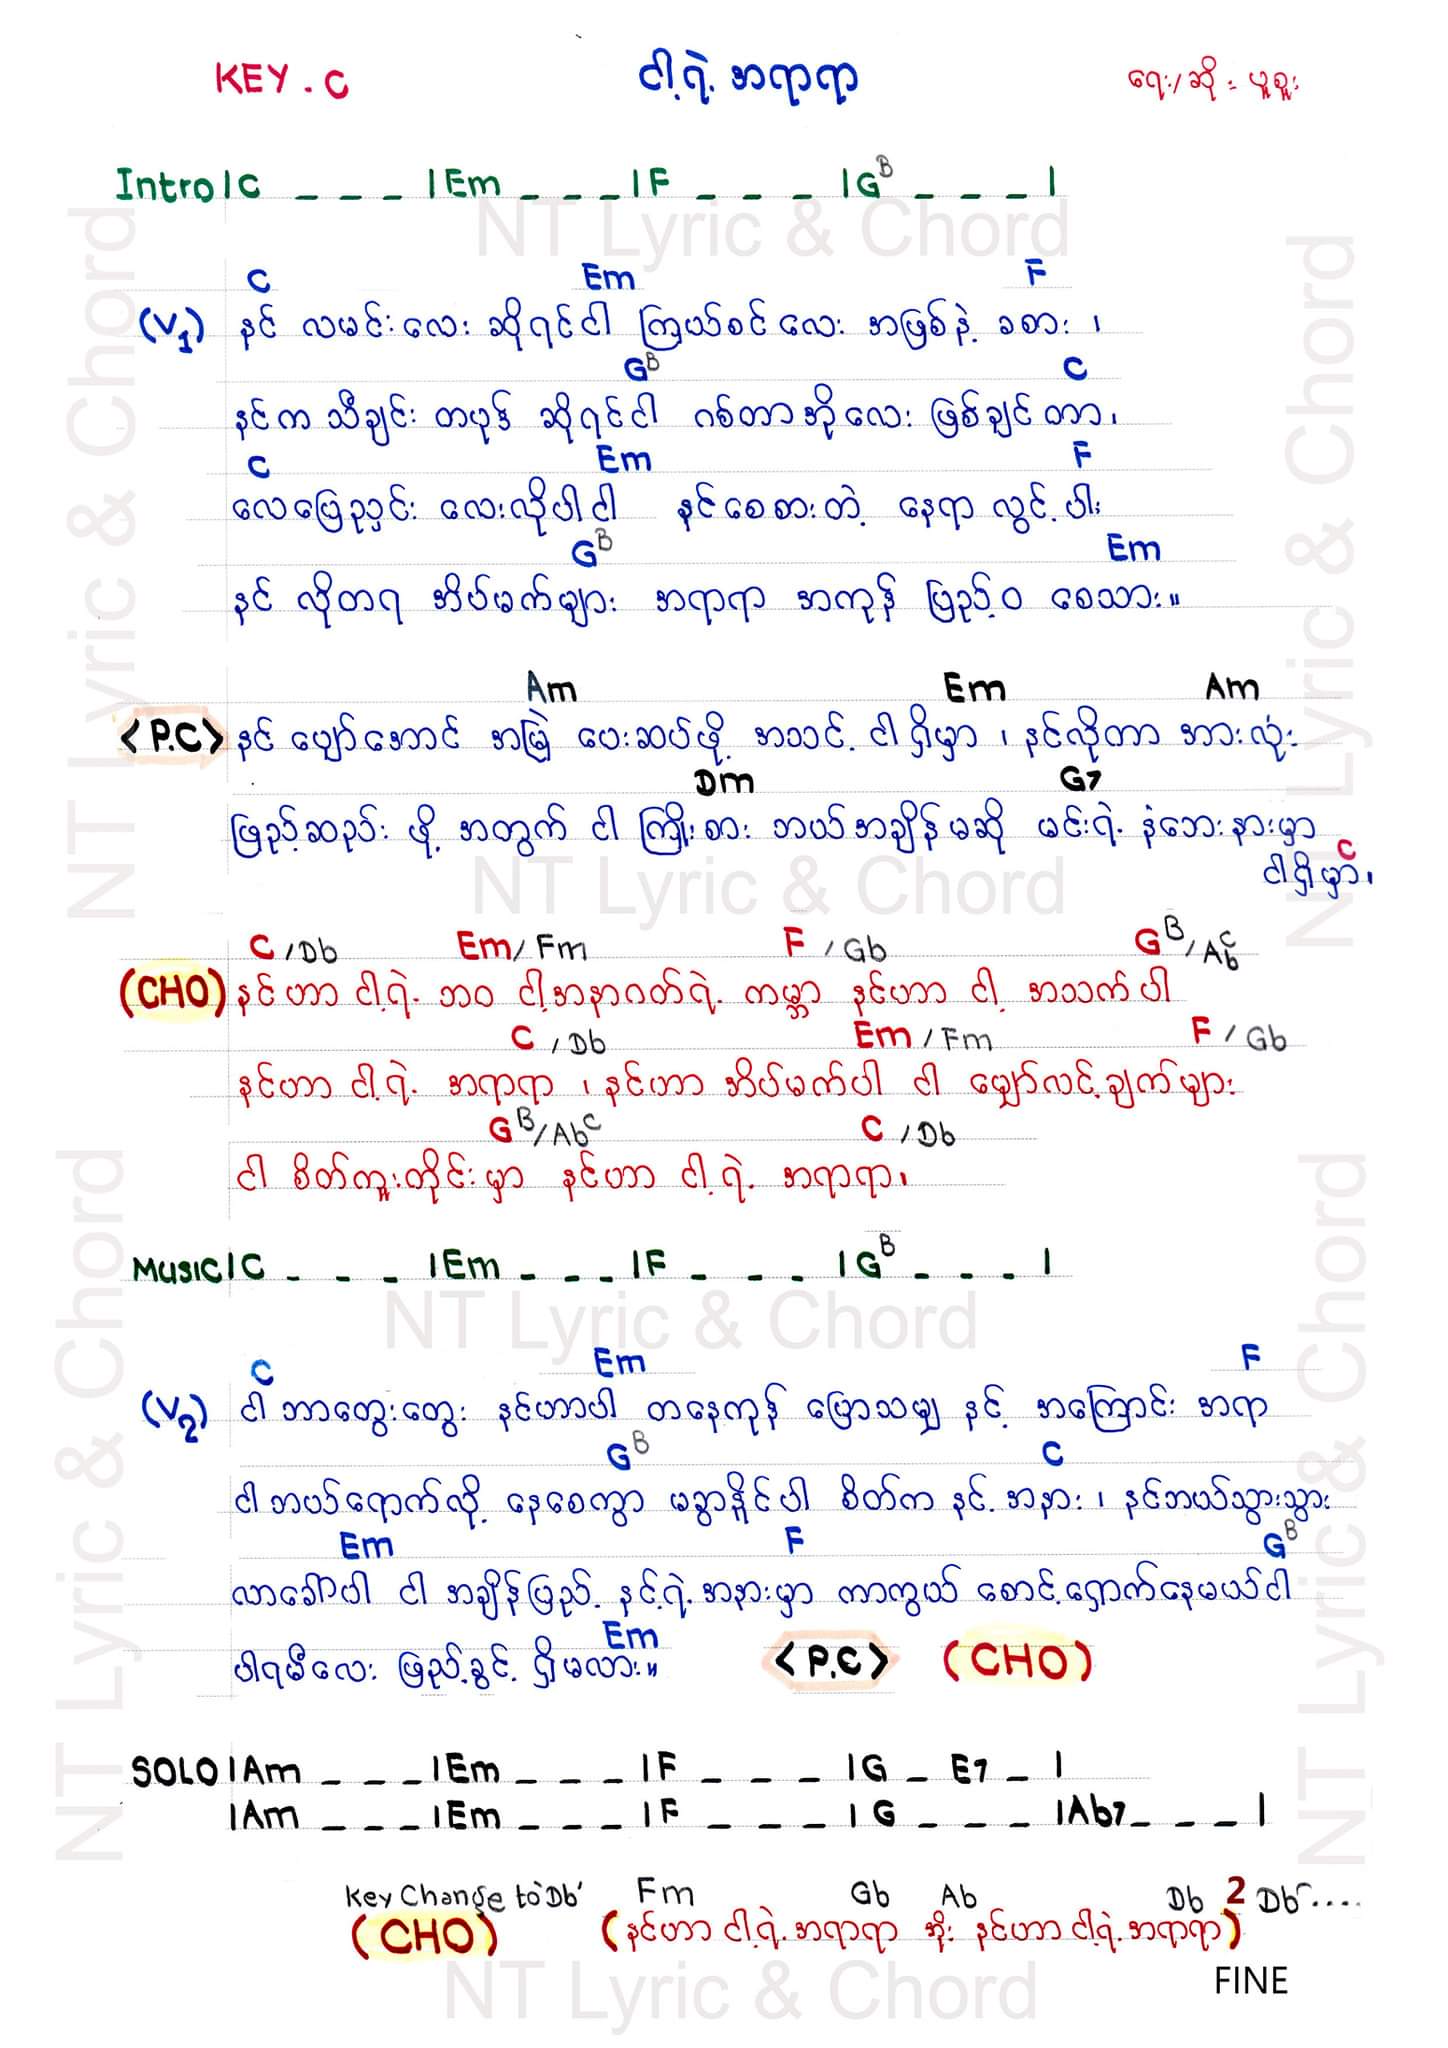 KEY . C
ငါ့ရဲ့ အရာရာ
ရေး/ဆို = ယူစူး
Intro | C _ _ _ | Em _ _ _ | F _ _ _ | G B _ _ _ |
C Em F
(V1) နင် လမင်းလေး ဆိုရင်ငါ ကြယ်စင်လေး အဖြစ်နဲ့ ခစား ၊
G B C
နင်က သီချင်း တပုဒ် ဆိုရင်ငါ ဂစ်တာအိုလေး ဖြစ်ချင်တာ၊
C Em F
လေပြေညှင်း လေးလိုပါငါ နင်စေစားတဲ့ နေရာ လွင့်ပါး
G B Em
နင် လိုတရ အိပ်မက်များ အရာရာ အကုန် ပြည့်ဝ စေသား။
Am Em Am
<P.C> နင် ပျော်အောင် အမြဲ ပေးဆပ်ဖို့ အသင့် ငါရှိမှာ ၊ နင်လိုတာ အားလုံး
Dm G7
ဖြည့်ဆည်း ဖို့ အတွက် ငါ ကြိုးစား ဘယ်အချိန်မဆို မင်းရဲ့ နံဘေးနားမှာ
C
ငါရှိမှာ၊
C /Db Em/ Fm F /Gb G B/Ab C
(CHO) နင်ဟာ ငါ့ရဲ့ ဘဝ ငါ့အနာဂတ်ရဲ့ ကမ္ဘာ နင်ဟာ ငါ့ အသက်ပါ
C /Db Em /Fm F /Gb
နင်ဟာ ငါ့ရဲ့ အရာရာ ၊ နင်ဟာ အိပ်မက်ပါ ငါ မျှော်လင့်ချက်များ
G B/Ab C C /Db
ငါ စိတ်ကူးတိုင်းမှာ နင်ဟာ ငါ့ရဲ့ အရာရာ၊
MUSIC | C _ _ _ | Em _ _ _ | F _ _ _ | G B _ _ _ |
C Em F
(V2) ငါ ဘာတွေးတွေး နင်ဟာပါ တနေကုန် ပြောသမျှ နင့် အကြောင်း အရာ
G B C
ငါဘယ်ရောက်လို့ နေစေကွာ မခွာနိုင်ပါ စိတ်က နင့် အနား ၊ နင်ဘယ်သွားသွား
Em F G B
လာခေါ်ပါ ငါ အချိန်ပြည့် နင့်ရဲ့အနားမှာ ကာကွယ် စောင့်ရှောက်နေမယ်ငါ
Em
ပါရမီလေး ဖြည့်ခွင့် ရှိမလား။ <P.C> (CHO)
SOLO | Am _ _ _ | Em _ _ _ | F _ _ _ | G _ E7 _ |
| Am _ _ _ | Em _ _ _ | F _ _ _ | G _ _ _ | Ab7 _ _ _ |
Key Change to 'Db' Fm Gb Ab Db 2 Db ....
(CHO) (နင်ဟာ ငါ့ရဲ့အရာရာ အိုး နင်ဟာ ငါ့ရဲ့အရာရာ)
FINE
NT Lyric & Chord
NT Lyric & Chord
NT Lyric & Chord
NT Lyric & Chord
NT Lyric & Chord
NT Lyric & Chord
NT Lyric & Chord
NT Lyric & Chord